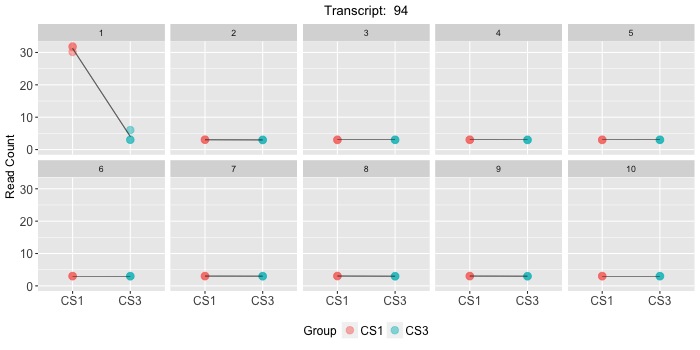 Transcript: 94
1 2 3 4 5
30
20
10
0
Read Count
6 7 8 9 10
30
20
10
0
CS1 CS3 CS1 CS3 CS1 CS3 CS1 CS3 CS1 CS3
Group CS1 CS3